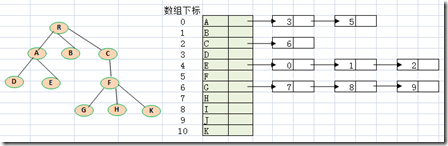 数组下标
R
0 A 3 5
A B C
1 B
2 C 6
3 D
D E F
4 E 0 1 2
5 F
G H K
6 G 7 8 9
7 H
8 I
9 J
10 K